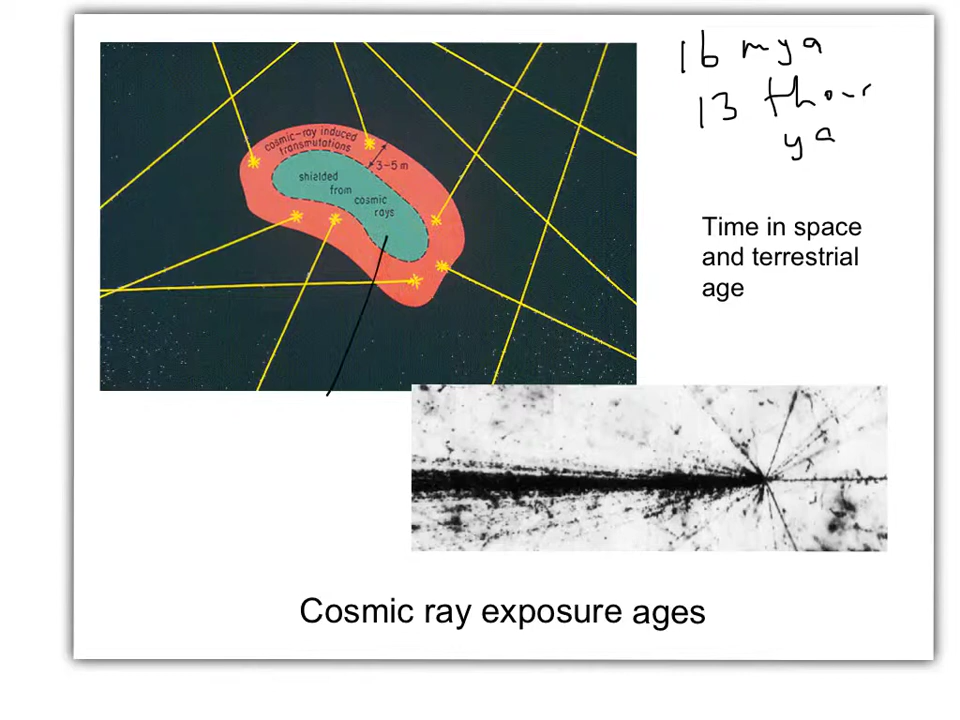 16 mya
13 thous
ya
cosmic-ray induced
transmutations
3-5 m
shielded
from
cosmic
rays
Time in space
and terrestrial
age
Cosmic ray exposure ages